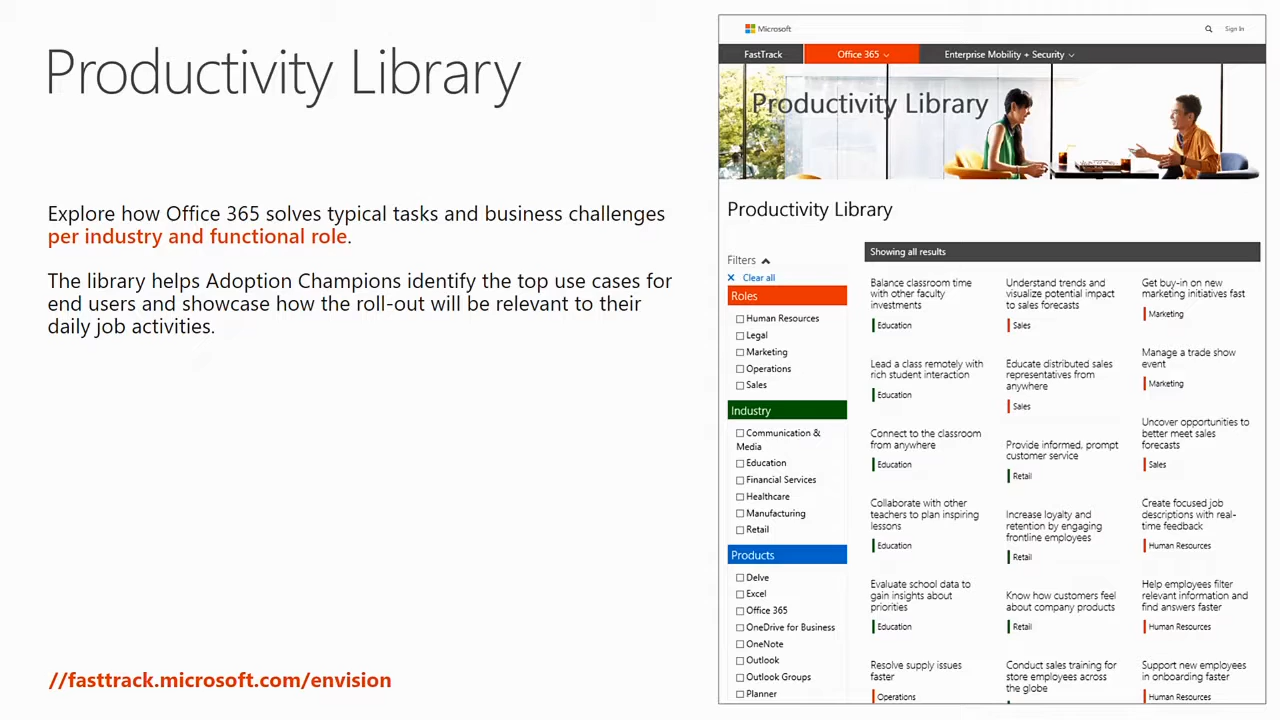 Productivity Library
Explore how Office 365 solves typical tasks and business challenges
per industry and functional role.
The library helps Adoption Champions identify the top use cases for
end users and showcase how the roll-out will be relevant to their
daily job activities.
//fasttrack.microsoft.com/envision
Microsoft
Sign In
FastTrack
Office 365
Enterprise Mobility + Security
Productivity Library
Productivity Library
Filters
Clear all
Roles
Human Resources
Legal
Marketing
Operations
Sales
Industry
Communication &
Media
Education
Financial Services
Healthcare
Manufacturing
Retail
Products
Delve
Excel
Office 365
OneDrive for Business
OneNote
Outlook
Outlook Groups
Planner
Showing all results
Balance classroom time
with other faculty
investments
Education
Lead a class remotely with
rich student interaction
Education
Connect to the classroom
from anywhere
Education
Collaborate with other
teachers to plan inspiring
lessons
Education
Evaluate school data to
gain insights about
priorities
Education
Resolve supply issues
faster
Operations
Understand trends and
visualize potential impact
to sales forecasts
Sales
Educate distributed sales
representatives from
anywhere
Sales
Provide informed, prompt
customer service
Retail
Increase loyalty and
retention by engaging
frontline employees
Retail
Know how customers feel
about company products
Retail
Conduct sales training for
store employees across
the globe
Get buy-in on new
marketing initiatives fast
Marketing
Manage a trade show
event
Marketing
Uncover opportunities to
better meet sales
forecasts
Sales
Create focused job
descriptions with real-
time feedback
Human Resources
Help employees filter
relevant information and
find answers faster
Human Resources
Support new employees
in onboarding faster
Human Resources